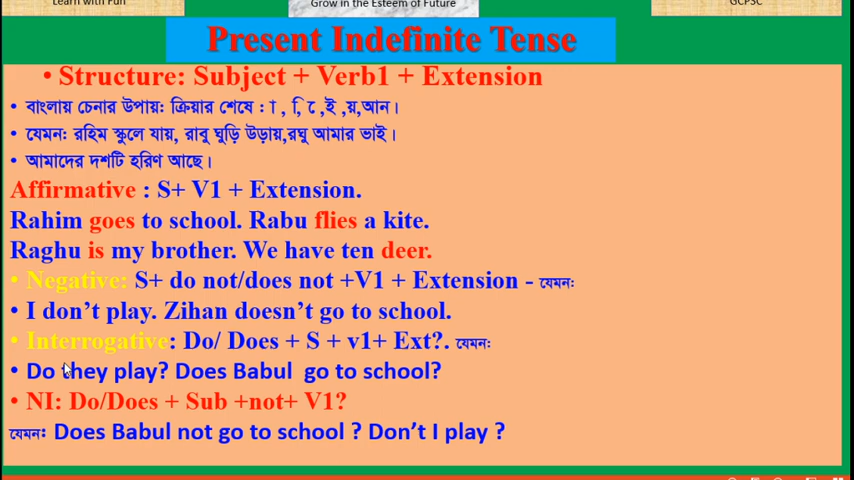 Learn with Fun
Grow in the Esteem of Future
GCPSC
Present Indefinite Tense
• Structure: Subject + Verb1 + Extension
• বাংলায় চেনার উপায়: ক্রিয়ার শেষে : া , ি, ে,ই ,য়,আন।
• যেমন: রহিম স্কুলে যায়, রাবু ঘুড়ি উড়ায়,রঘু আমার ভাই।
• আমাদের দশটি হরিণ আছে।
Affirmative : S+ V1 + Extension.
Rahim goes to school. Rabu flies a kite.
Raghu is my brother. We have ten deer.
• Negative: S+ do not/does not +V1 + Extension - যেমন:
• I don’t play. Zihan doesn’t go to school.
• Interrogative: Do/ Does + S + v1+ Ext?. যেমন:
• Do they play? Does Babul go to school?
• NI: Do/Does + Sub +not+ V1?
যেমন: Does Babul not go to school ? Don’t I play ?